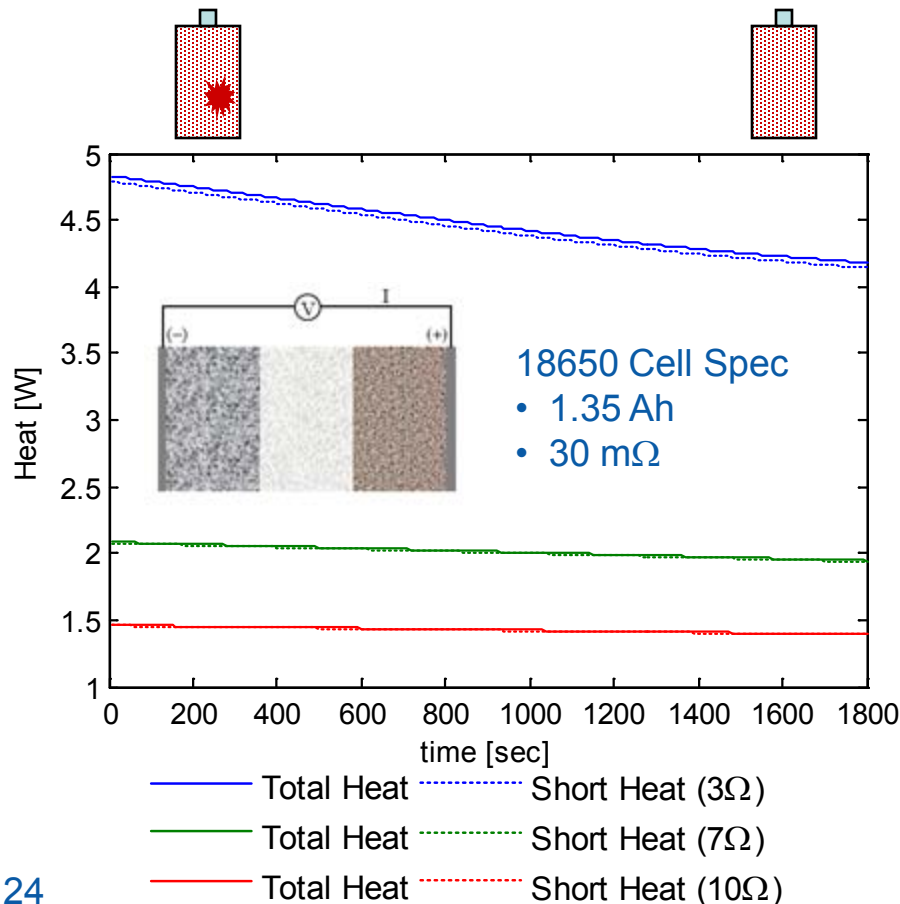 5
4.5
4
3.5
3
2.5
2
1.5
1
Heat [W]
V
I
(−)
(+)
18650 Cell Spec
• 1.35 Ah
• 30 mΩ
0 200 400 600 800 1000 1200 1400 1600 1800
time [sec]
Total Heat Short Heat (3Ω)
Total Heat Short Heat (7Ω)
Total Heat Short Heat (10Ω)
24